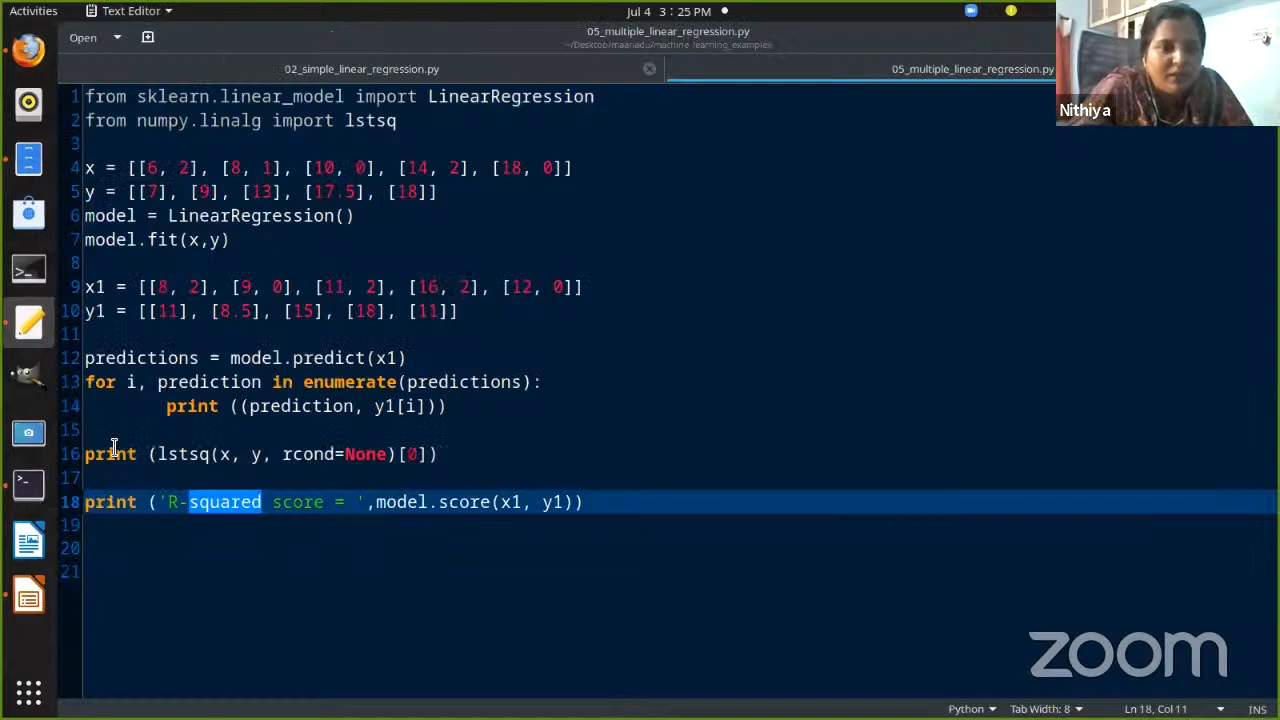 Activities
Text Editor
Jul 4 3:25 PM
Open
05_multiple_linear_regression.py
~/Desktop/maanadu/machine learning_examples
02_simple_linear_regression.py
05_multiple_linear_regression.py
Nithiya
1 from sklearn.linear_model import LinearRegression
2 from numpy.linalg import lstsq
3
4 x = [[6, 2], [8, 1], [10, 0], [14, 2], [18, 0]]
5 y = [[7], [9], [13], [17.5], [18]]
6 model = LinearRegression()
7 model.fit(x,y)
8
9 x1 = [[8, 2], [9, 0], [11, 2], [16, 2], [12, 0]]
10 y1 = [[11], [8.5], [15], [18], [11]]
11
12 predictions = model.predict(x1)
13 for i, prediction in enumerate(predictions):
14 print ((prediction, y1[i]))
15
16 print (lstsq(x, y, rcond=None)[0])
17
18 print ('R-squared score = ',model.score(x1, y1))
19
20
21
zoom
Python
Tab Width: 8
Ln 18, Col 11
INS